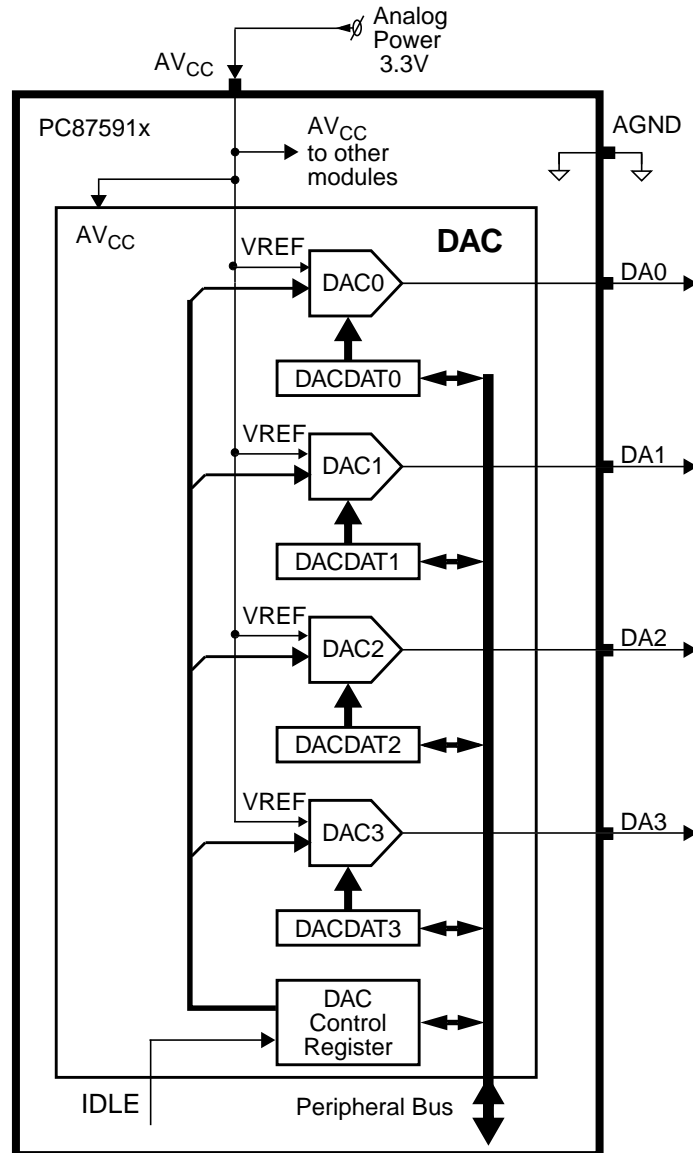 Analog
Power
3.3V
AVCC
PC87591x
AGND
AVCC
to other
modules
AVCC
DAC
VREF
DAC0
DA0
DACDAT0
VREF
DAC1
DA1
DACDAT1
VREF
DAC2
DA2
DACDAT2
VREF
DAC3
DA3
DACDAT3
DAC
Control
Register
IDLE
Peripheral Bus